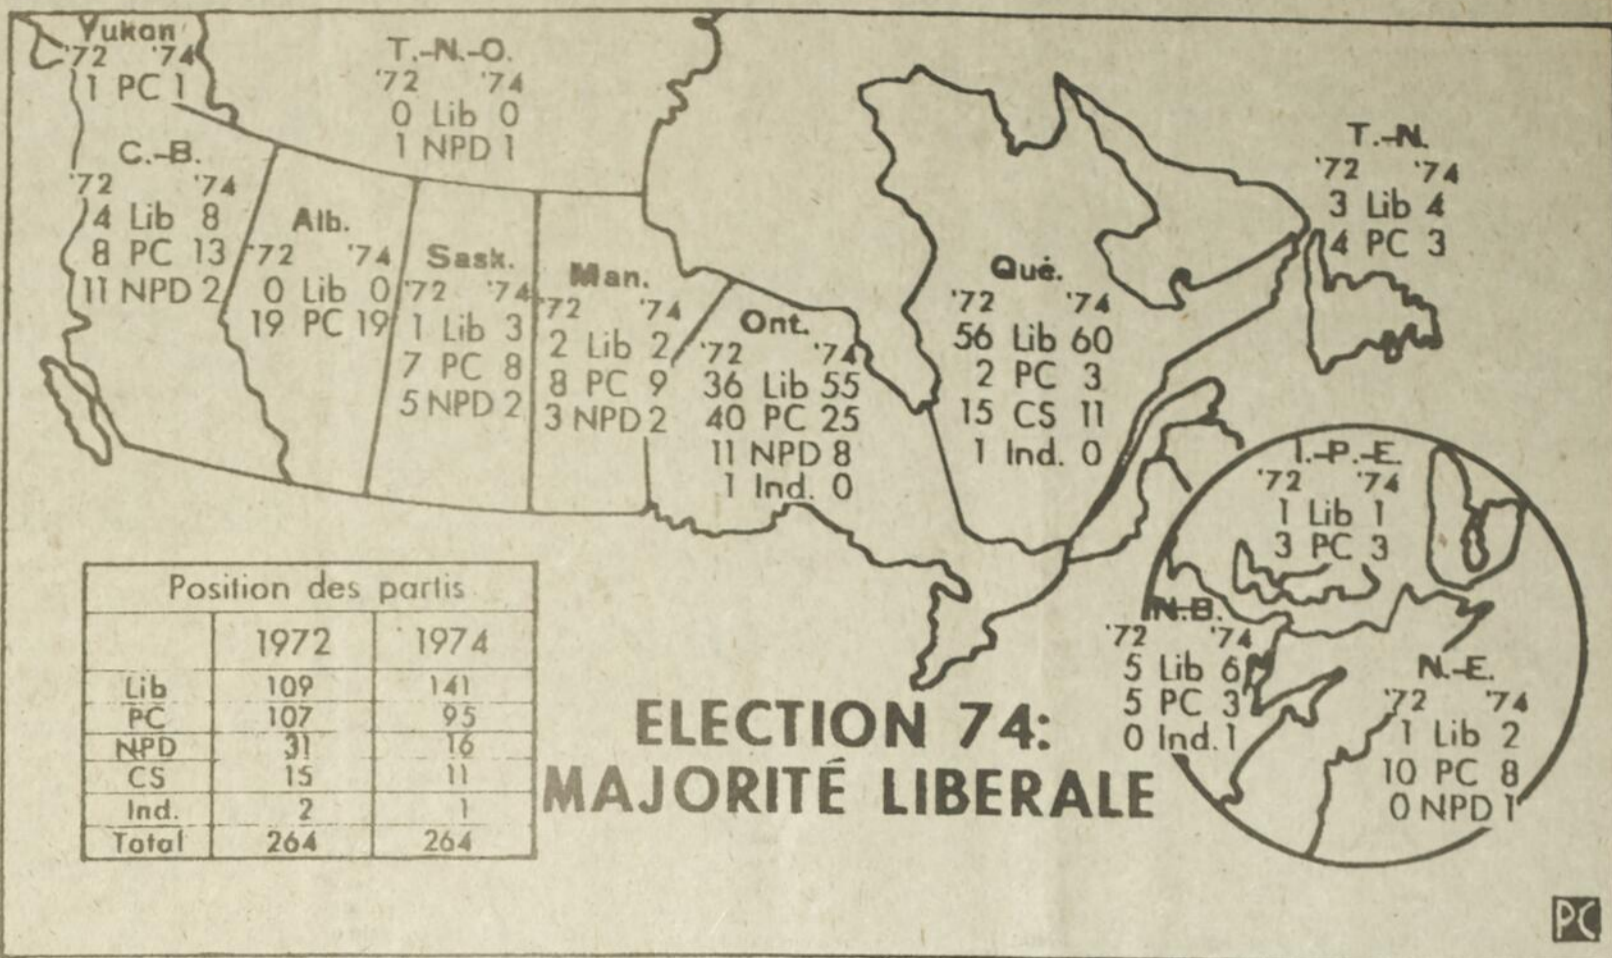 Yukon
'72 '74
1 PC 1
T.-N.-O.
'72 '74
0 Lib 0
1 NPD 1
C.-B.
'72 '74
4 Lib 8
8 PC 13
11 NPD 2
Alb.
'72 '74
0 Lib 0
19 PC 19
Sask.
'72 '74
1 Lib 3
7 PC 8
5 NPD 2
Man.
'72 '74
2 Lib 2
8 PC 9
3 NPD 2
Ont.
'72 '74
36 Lib 55
40 PC 25
11 NPD 8
1 Ind. 0
Qué.
'72 '74
56 Lib 60
2 PC 3
15 CS 11
1 Ind. 0
T.-N.
'72 '74
3 Lib 4
4 PC 3
I.-P.-E.
'72 '74
1 Lib 1
3 PC 3
N.-B.
'72 '74
5 Lib 6
5 PC 3
0 Ind. 1
N.-E.
'72 '74
1 Lib 2
10 PC 8
0 NPD 1
Position des partis
1972 1974
Lib 109 141
PC 107 95
NPD 31 16
CS 15 11
Ind. 2 1
Total 264 264
ELECTION 74:
MAJORITÉ LIBERALE
PC